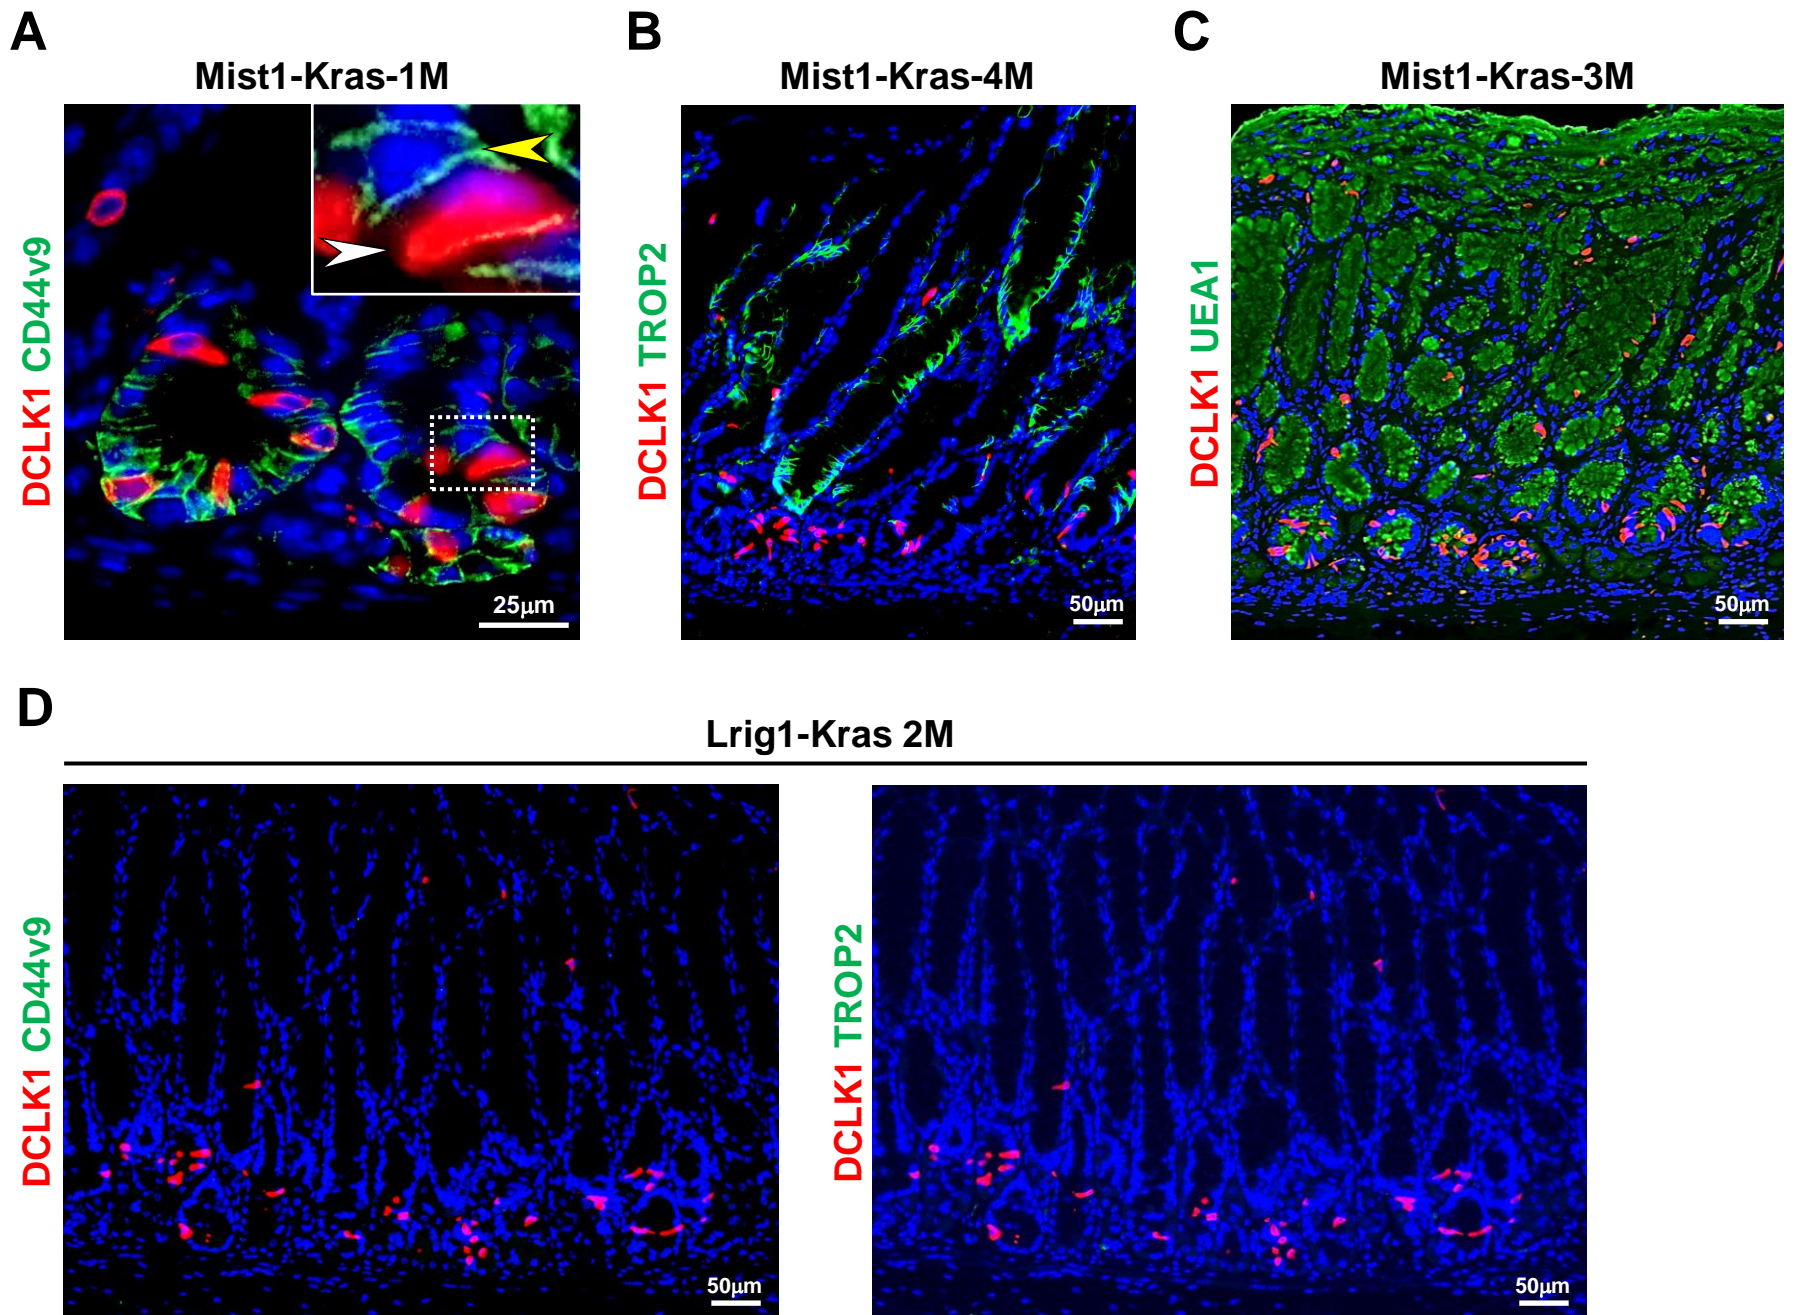 A
B
C
Mist1-Kras-1M
Mist1-Kras-4M
Mist1-Kras-3M
DCLK1 CD44v9
DCLK1 TROP2
DCLK1 UEA1
25μm
50μm
50μm
D
Lrig1-Kras 2M
DCLK1 CD44v9
DCLK1 TROP2
50μm
50μm